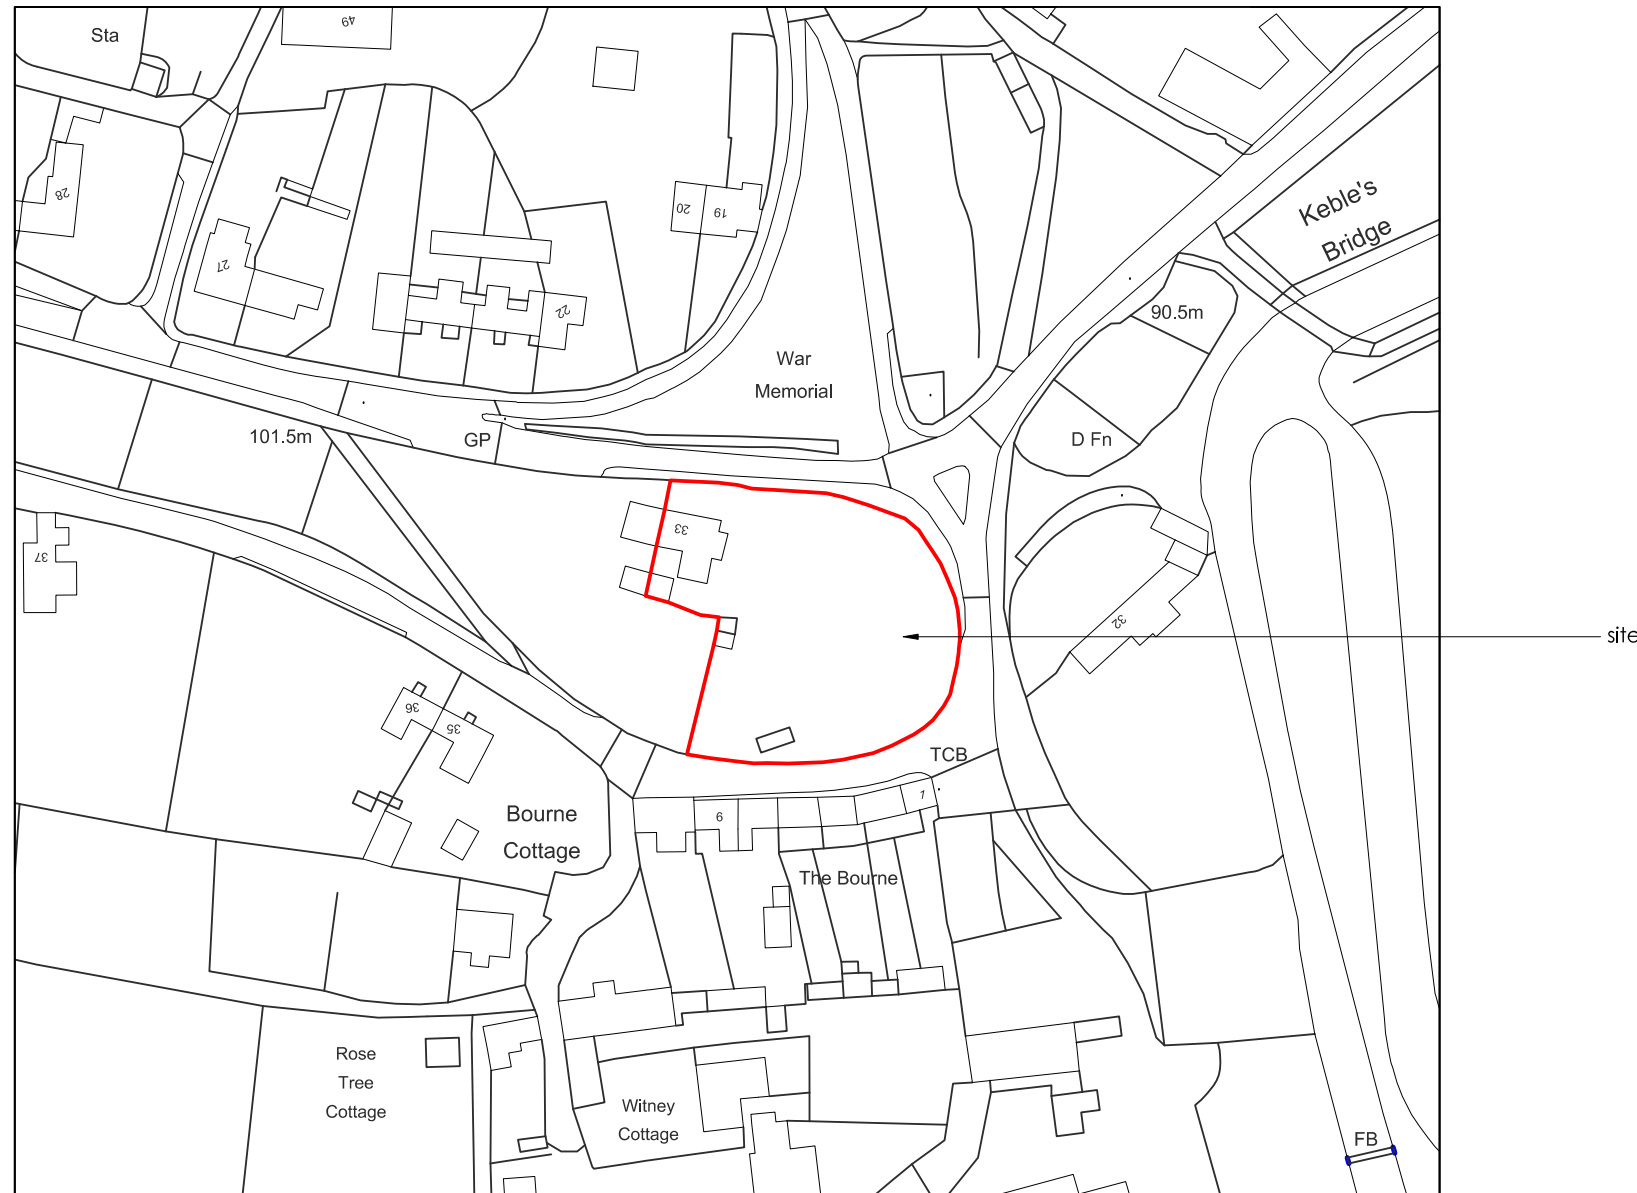 Sta
49
28
27
22
20
19
Keble's
Bridge
90.5m
War
Memorial
101.5m
GP
D Fn
33
37
32
site
36
35
TCB
1
6
Bourne
Cottage
The Bourne
Rose
Tree
Cottage
Witney
Cottage
FB